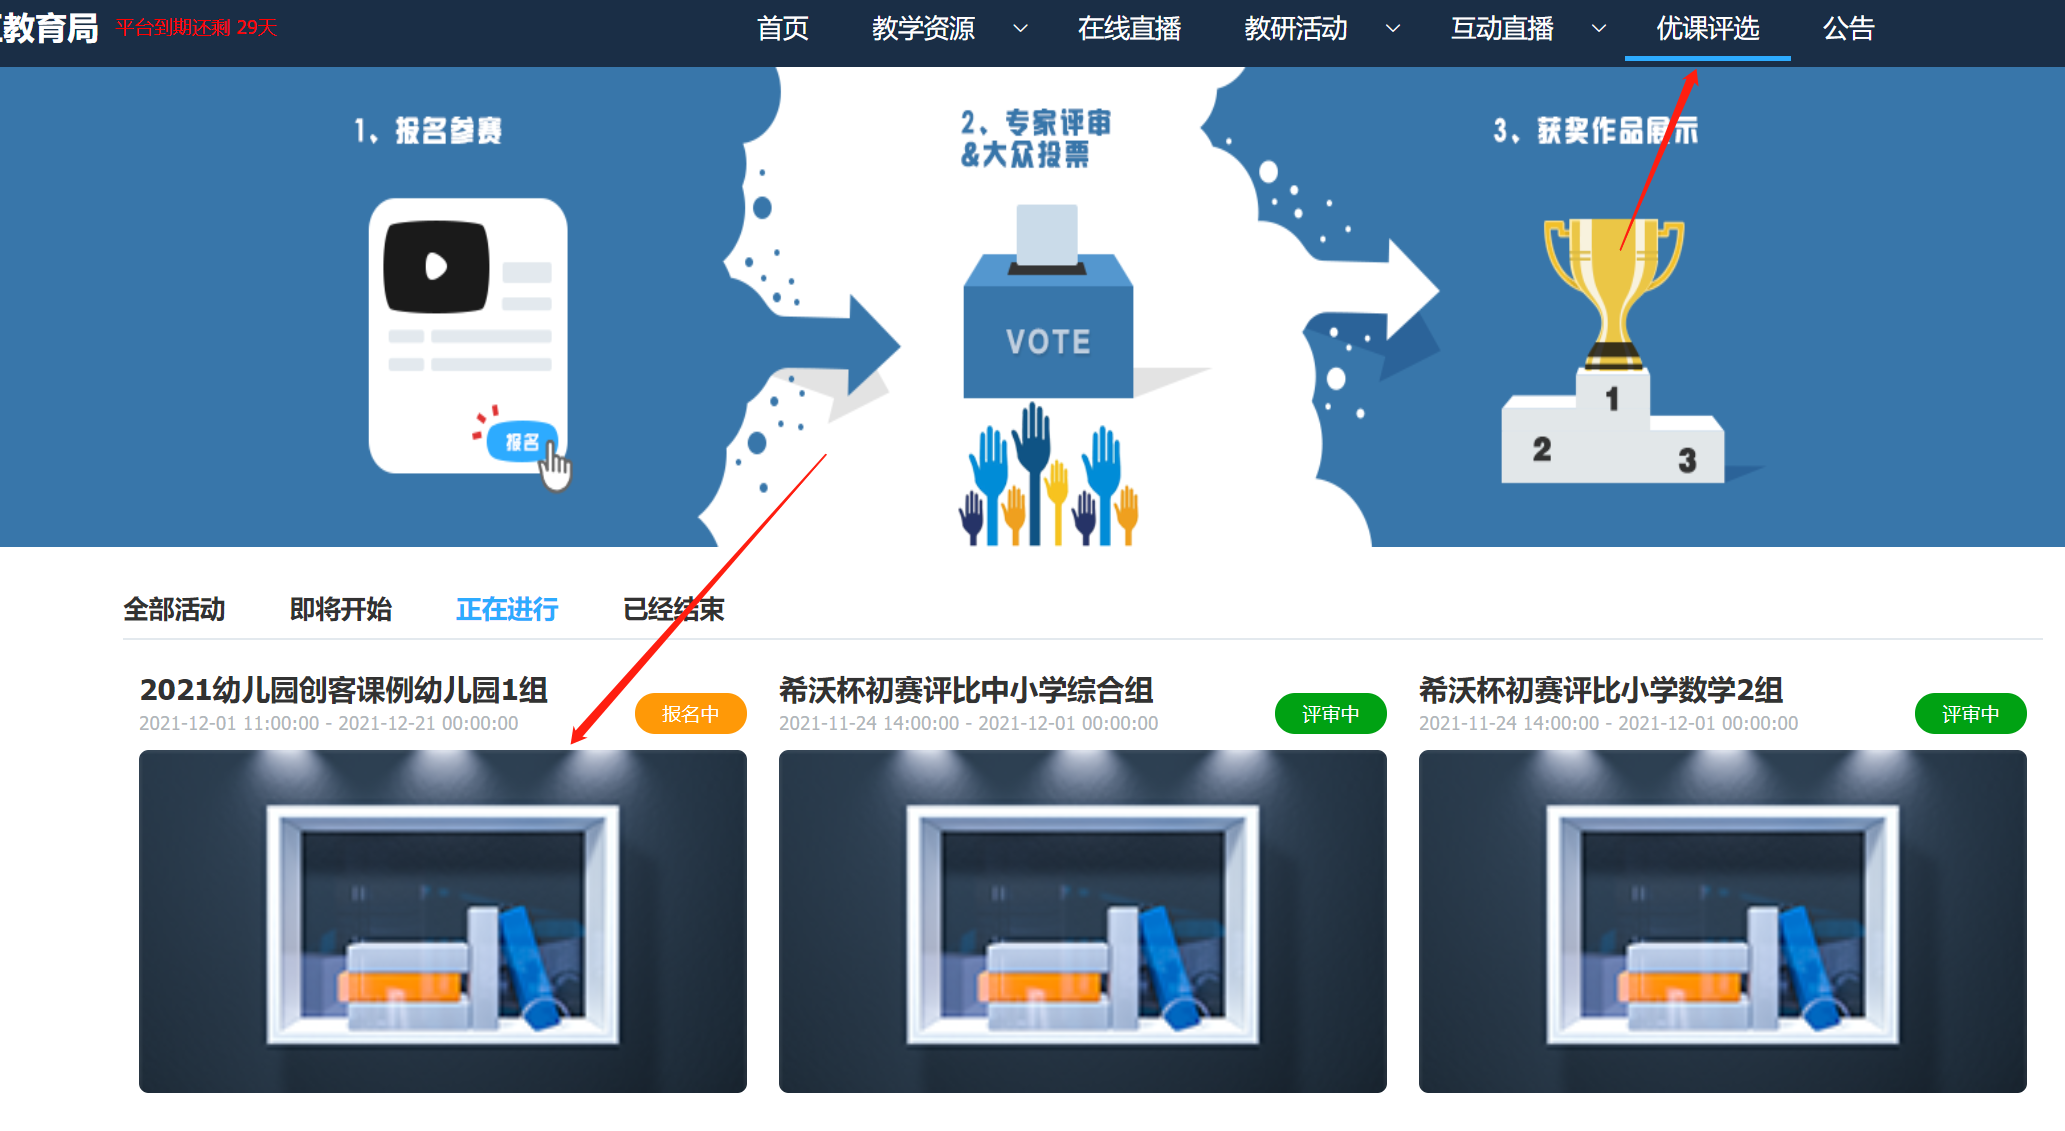 教育局 平台到期还剩 29天 首页 教学资源 在线直播 教研活动 互动直播 优课评选 公告
1、报名参赛
2、专家评审
&大众投票
3、获奖作品展示
报名
VOTE
1
2
3
全部活动 即将开始 正在进行 已经结束
2021幼儿园创客课例幼儿园1组
2021-12-01 11:00:00 - 2021-12-21 00:00:00
报名中
希沃杯初赛评比中小学综合组
2021-11-24 14:00:00 - 2021-12-01 00:00:00
评审中
希沃杯初赛评比小学数学2组
2021-11-24 14:00:00 - 2021-12-01 00:00:00
评审中